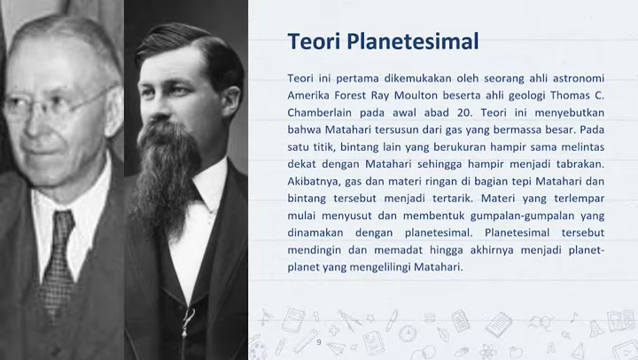 Teori Planetesimal
Teori ini pertama dikemukakan oleh seorang ahli astronomi
Amerika Forest Ray Moulton beserta ahli geologi Thomas C.
Chamberlain pada awal abad 20. Teori ini menyebutkan
bahwa Matahari tersusun dari gas yang bermassa besar. Pada
satu titik, bintang lain yang berukuran hampir sama melintas
dekat dengan Matahari sehingga hampir menjadi tabrakan.
Akibatnya, gas dan materi ringan di bagian tepi Matahari dan
bintang tersebut menjadi tertarik. Materi yang terlempar
mulai menyusut dan membentuk gumpalan-gumpalan yang
dinamakan dengan planetesimal. Planetesimal tersebut
mendingin dan memadat hingga akhirnya menjadi planet-
planet yang mengelilingi Matahari.
9